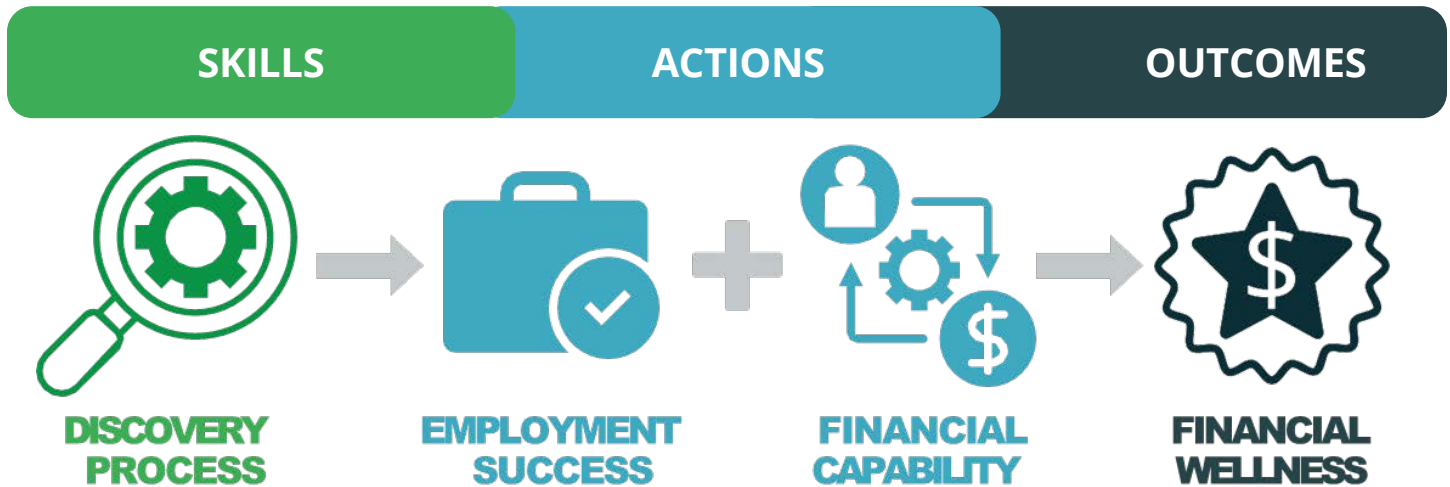 SKILLS
ACTIONS
OUTCOMES
$
$
DISCOVERY
PROCESS
EMPLOYMENT
SUCCESS
FINANCIAL
CAPABILITY
FINANCIAL
WELLNESS